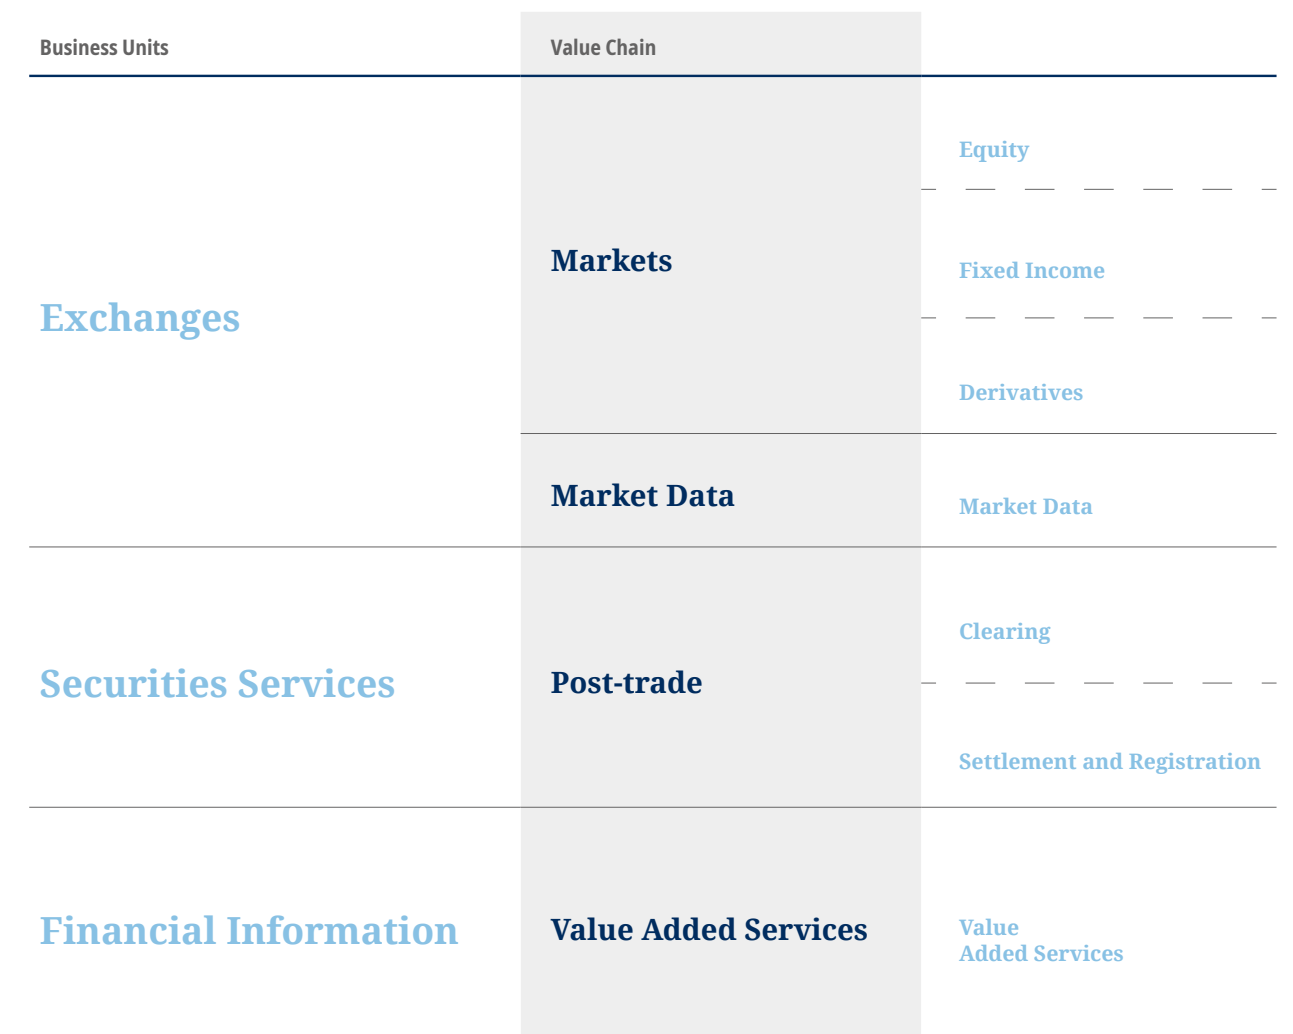 Business Units
Value Chain
Exchanges
Markets
Equity
Fixed Income
Derivatives
Market Data
Market Data
Securities Services
Post-trade
Clearing
Settlement and Registration
Financial Information
Value Added Services
Value
Added Services